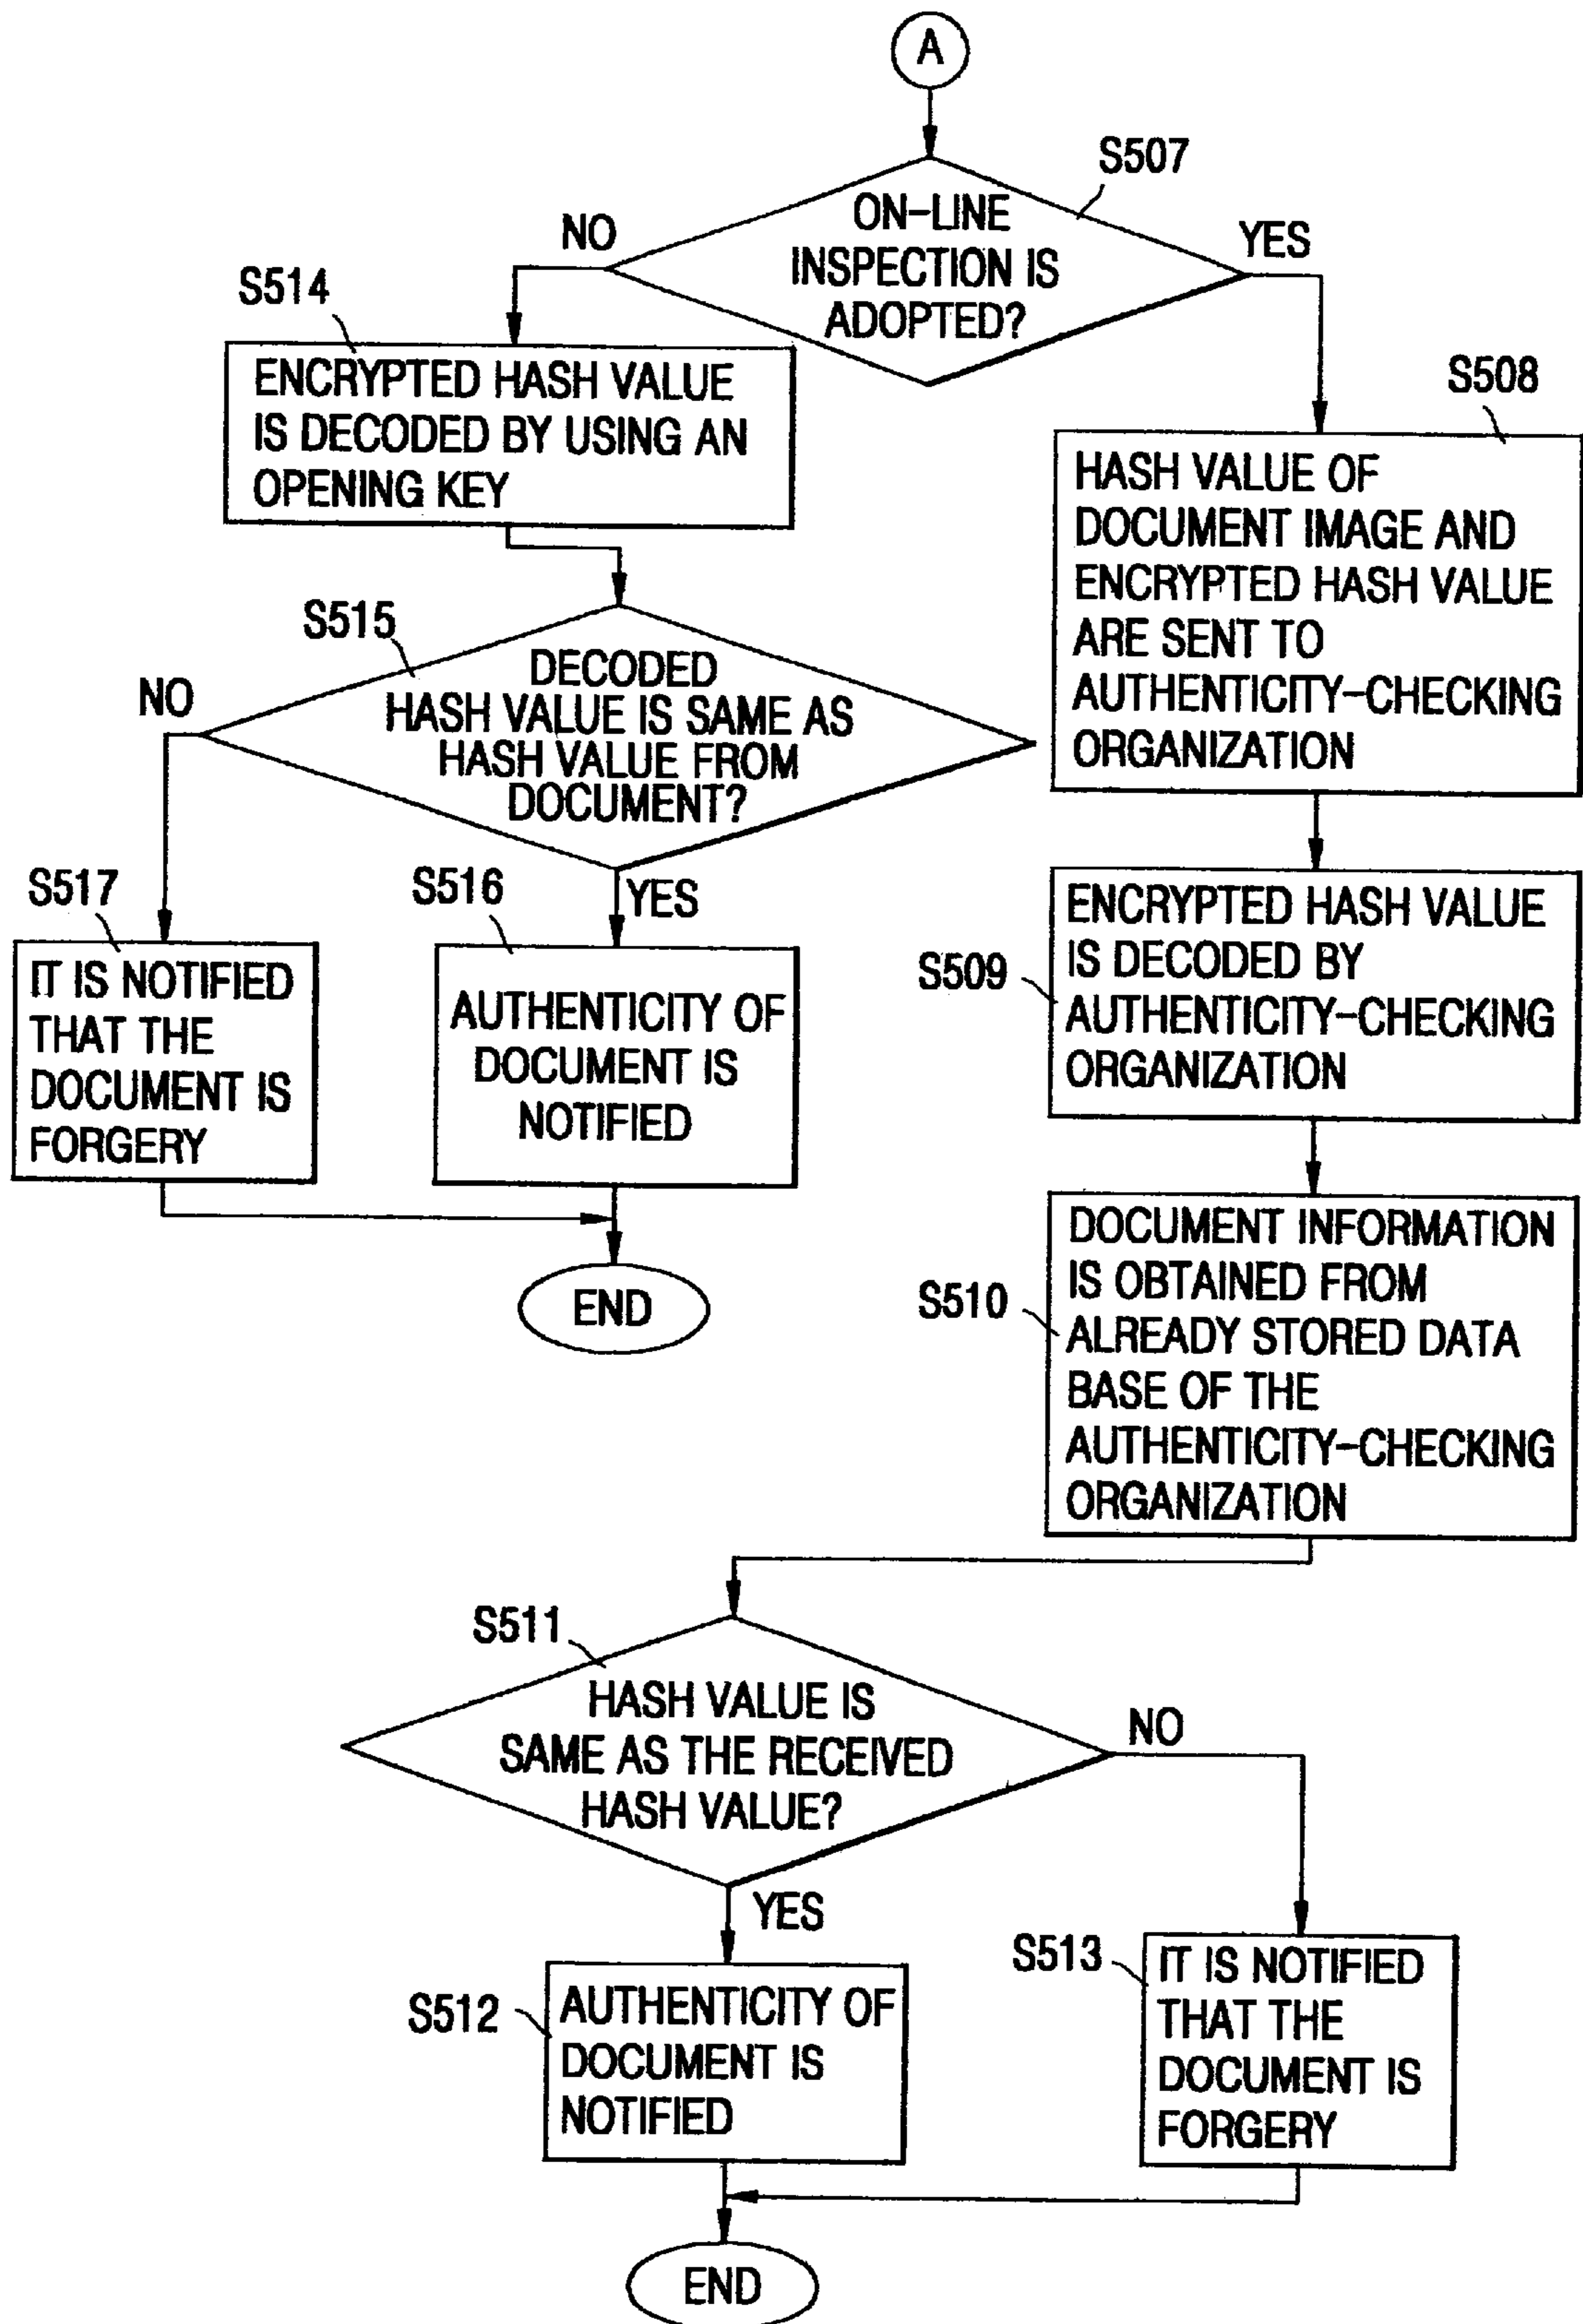 A
S507
ON-LINE
INSPECTION IS
ADOPTED?
NO
YES
S514
ENCRYPTED HASH VALUE
IS DECODED BY USING AN
OPENING KEY
S508
HASH VALUE OF
DOCUMENT IMAGE AND
ENCRYPTED HASH VALUE
ARE SENT TO
AUTHENTICITY-CHECKING
ORGANIZATION
S515
DECODED
HASH VALUE IS SAME AS
HASH VALUE FROM
DOCUMENT?
NO
YES
S517
IT IS NOTIFIED
THAT THE
DOCUMENT IS
FORGERY
S516
AUTHENTICITY OF
DOCUMENT IS
NOTIFIED
END
S509
ENCRYPTED HASH VALUE
IS DECODED BY
AUTHENTICITY-CHECKING
ORGANIZATION
S510
DOCUMENT INFORMATION
IS OBTAINED FROM
ALREADY STORED DATA
BASE OF THE
AUTHENTICITY-CHECKING
ORGANIZATION
S511
HASH VALUE IS
SAME AS THE RECEIVED
HASH VALUE?
NO
YES
S512
AUTHENTICITY OF
DOCUMENT IS
NOTIFIED
S513
IT IS NOTIFIED
THAT THE
DOCUMENT IS
FORGERY
END